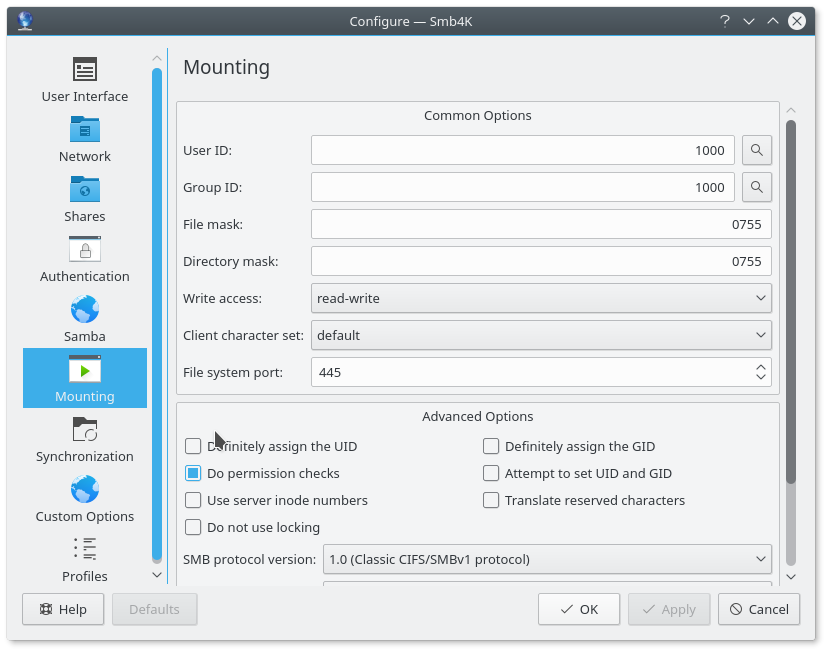 Configure — Smb4K
User Interface
Network
Shares
Authentication
Samba
Mounting
Synchronization
Custom Options
Profiles
Mounting
Common Options
User ID: 1000
Group ID: 1000
File mask: 0755
Directory mask: 0755
Write access: read-write
Client character set: default
File system port: 445
Advanced Options
Definitely assign the UID Definitely assign the GID
Do permission checks Attempt to set UID and GID
Use server inode numbers Translate reserved characters
Do not use locking
SMB protocol version: 1.0 (Classic CIFS/SMBv1 protocol)
Help Defaults OK Apply Cancel